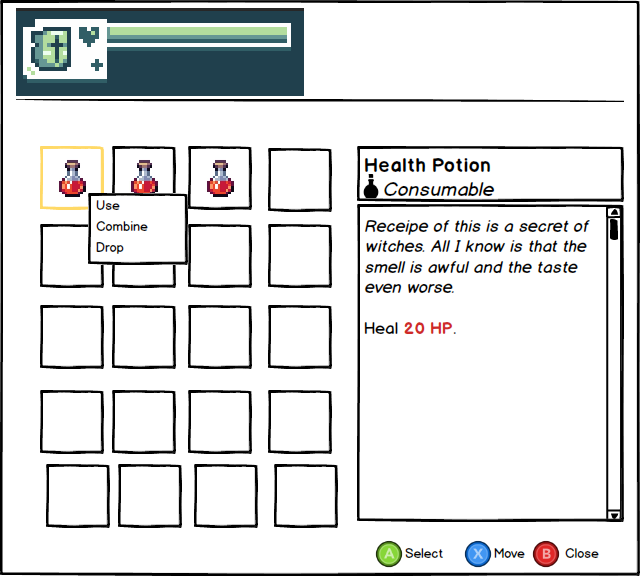 Use
Combine
Drop
Health Potion
Consumable
Receipe of this is a secret of
witches. All I know is that the
smell is awful and the taste
even worse.
Heal 20 HP.
A Select
X Move
B Close